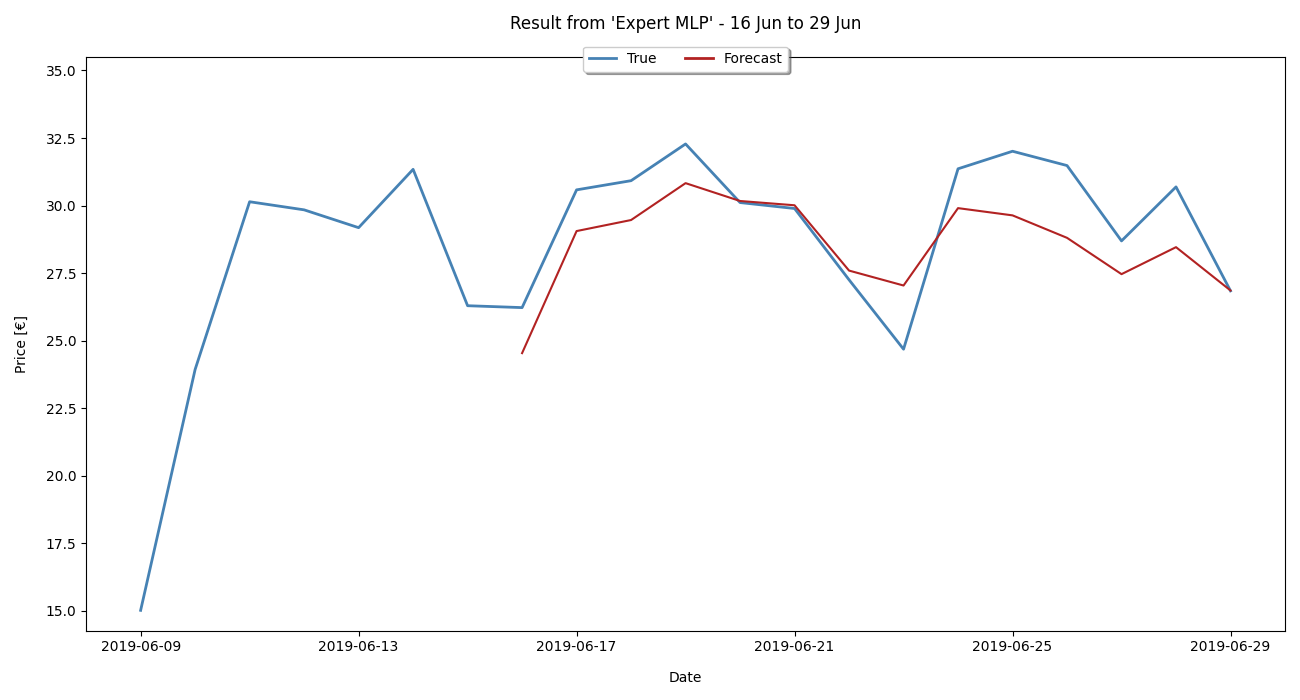 Result from 'Expert MLP' - 16 Jun to 29 Jun
True Forecast
35.0
32.5
30.0
27.5
25.0
22.5
20.0
17.5
15.0
Price [€]
2019-06-09 2019-06-13 2019-06-17 2019-06-21 2019-06-25 2019-06-29
Date